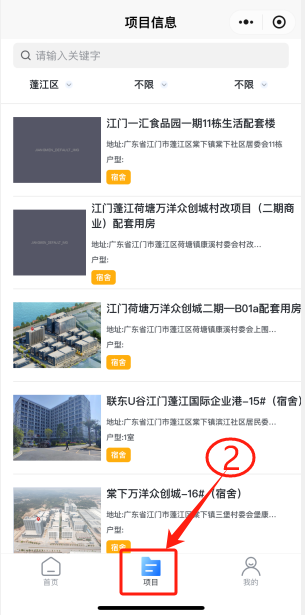 项目信息
请输入关键字
蓬江区 不限 不限
江门一汇食品园一期11栋生活配套楼
地址:广东省江门市蓬江区棠下镇棠下社区居委会11栋
户型:
宿舍
江门蓬江荷塘万洋众创城村改项目（二期商
业）配套用房
地址:广东省江门市蓬江区荷塘镇康溪村委会村改...
户型:
宿舍
江门荷塘万洋众创城二期—B01a配套用房
地址:广东省江门市蓬江区荷塘镇康溪村委会上围...
户型:
宿舍
联东U谷江门蓬江国际企业港-15#（宿舍）
地址:广东省江门市蓬江区棠下镇滨江社区居民委...
户型:1室
宿舍
②
棠下万洋众创城-16#（宿舍）
地址:广东省江门市蓬江区棠下镇三堡村委会堡康...
户型:
宿舍
首页 项目 我的